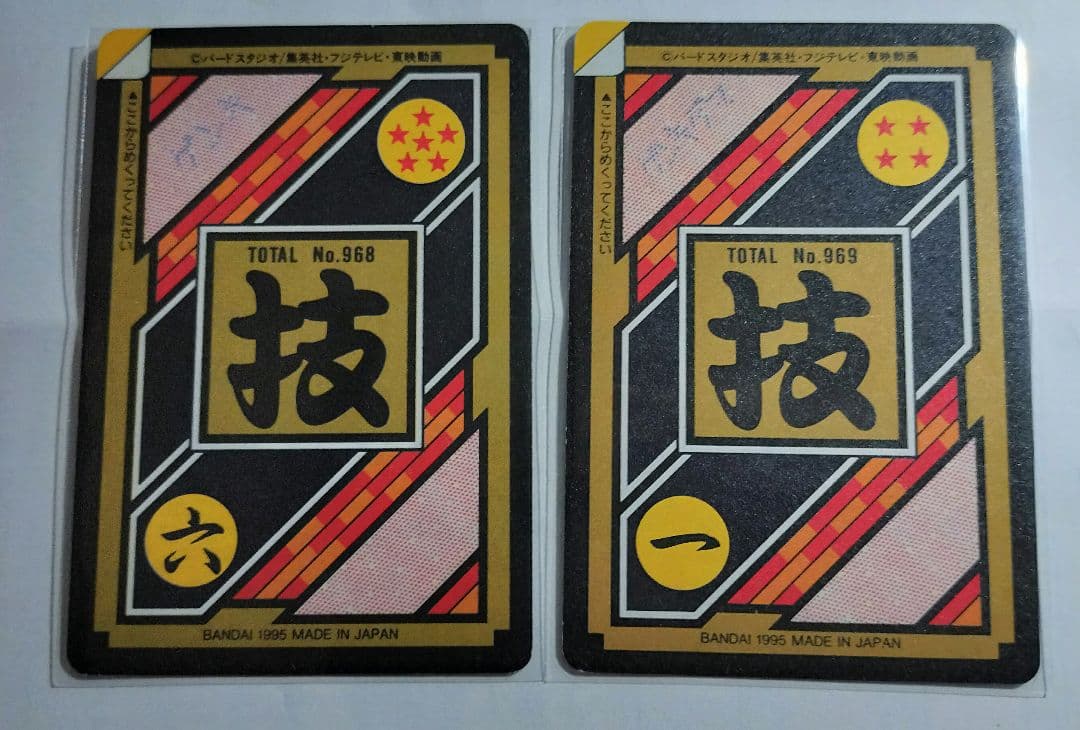 ©バードスタジオ/集英社・フジテレビ・東映動画
▲ここからめくってください
TOTAL No.968
技
六
BANDAI 1995 MADE IN JAPAN
©バードスタジオ/集英社・フジテレビ・東映動画
▲ここからめくってください
TOTAL No.969
技
一
BANDAI 1995 MADE IN JAPAN